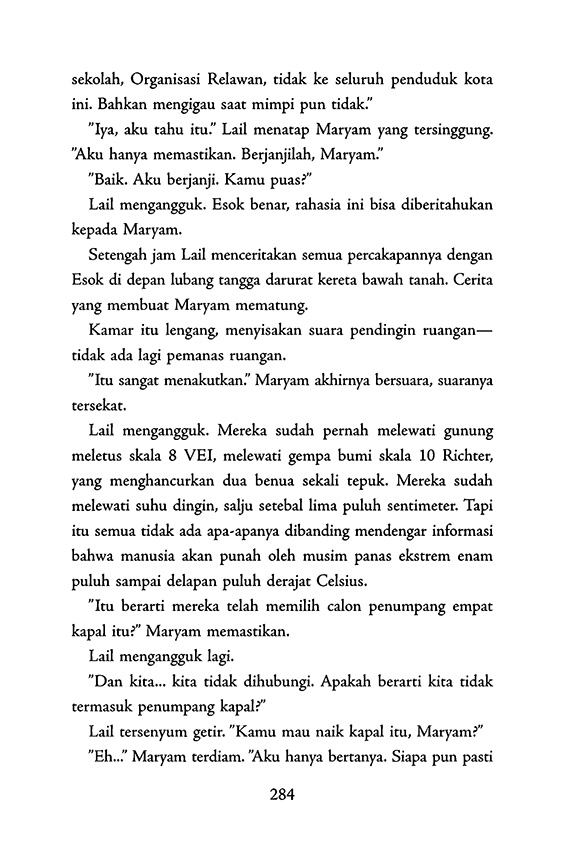 sekolah, Organisasi Relawan, tidak ke seluruh penduduk kota
ini. Bahkan mengigau saat mimpi pun tidak.”
”Iya, aku tahu itu.” Lail menatap Maryam yang tersinggung.
”Aku hanya memastikan. Berjanjilah, Maryam.”
”Baik. Aku berjanji. Kamu puas?”
Lail mengangguk. Esok benar, rahasia ini bisa diberitahukan
kepada Maryam.
Setengah jam Lail menceritakan semua percakapannya dengan
Esok di depan lubang tangga darurat kereta bawah tanah. Cerita
yang membuat Maryam mematung.
Kamar itu lengang, menyisakan suara pendingin ruangan—
tidak ada lagi pemanas ruangan.
”Itu sangat menakutkan.” Maryam akhirnya bersuara, suaranya
tersekat.
Lail mengangguk. Mereka sudah pernah melewati gunung
meletus skala 8 VEI, melewati gempa bumi skala 10 Richter,
yang menghancurkan dua benua sekali tepuk. Mereka sudah
melewati suhu dingin, salju setebal lima puluh sentimeter. Tapi
itu semua tidak ada apa-apanya dibanding mendengar informasi
bahwa manusia akan punah oleh musim panas ekstrem enam
puluh sampai delapan puluh derajat Celsius.
”Itu berarti mereka telah memilih calon penumpang empat
kapal itu?” Maryam memastikan.
Lail mengangguk lagi.
”Dan kita... kita tidak dihubungi. Apakah berarti kita tidak
termasuk penumpang kapal?”
Lail tersenyum getir. ”Kamu mau naik kapal itu, Maryam?”
”Eh...” Maryam terdiam. ”Aku hanya bertanya. Siapa pun pasti
284